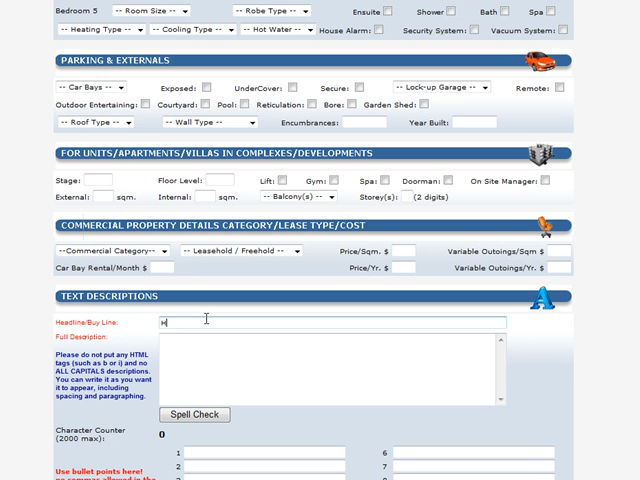 Bedroom 5 -- Room Size -- -- Robe Type -- Ensuite Shower Bath Spa
-- Heating Type -- -- Cooling Type -- -- Hot Water -- House Alarm: Security System: Vacuum System:
PARKING & EXTERNALS
-- Car Bays -- Exposed: UnderCover: Secure: -- Lock-up Garage -- Remote:
Outdoor Entertaining: Courtyard: Pool: Reticulation: Bore: Garden Shed:
-- Roof Type -- -- Wall Type -- Encumbrances: Year Built:
FOR UNITS/APARTMENTS/VILLAS IN COMPLEXES/DEVELOPMENTS
Stage: Floor Level: Lift: Gym: Spa: Doorman: On Site Manager:
External: sqm. Internal: sqm. -- Balcony(s) -- Storey(s): (2 digits)
COMMERCIAL PROPERTY DETAILS CATEGORY/LEASE TYPE/COST
--Commercial Category-- -- Leasehold / Freehold -- Price/Sqm. $ Variable Outgoings/Sqm $
Car Bay Rental/Month $ Price/Yr. $ Variable Outgoings/Yr. $
TEXT DESCRIPTIONS
Headline/Buy Line: H
Full Description:
Please do not put any HTML
tags (such as b or i) and no
ALL CAPITALS descriptions.
You can write it as you want
it to appear, including
spacing and paragraphing.
Spell Check
Character Counter
(2000 max): 0
1 6
2 7
Use bullet points here!
no commas allowed in the
3 8